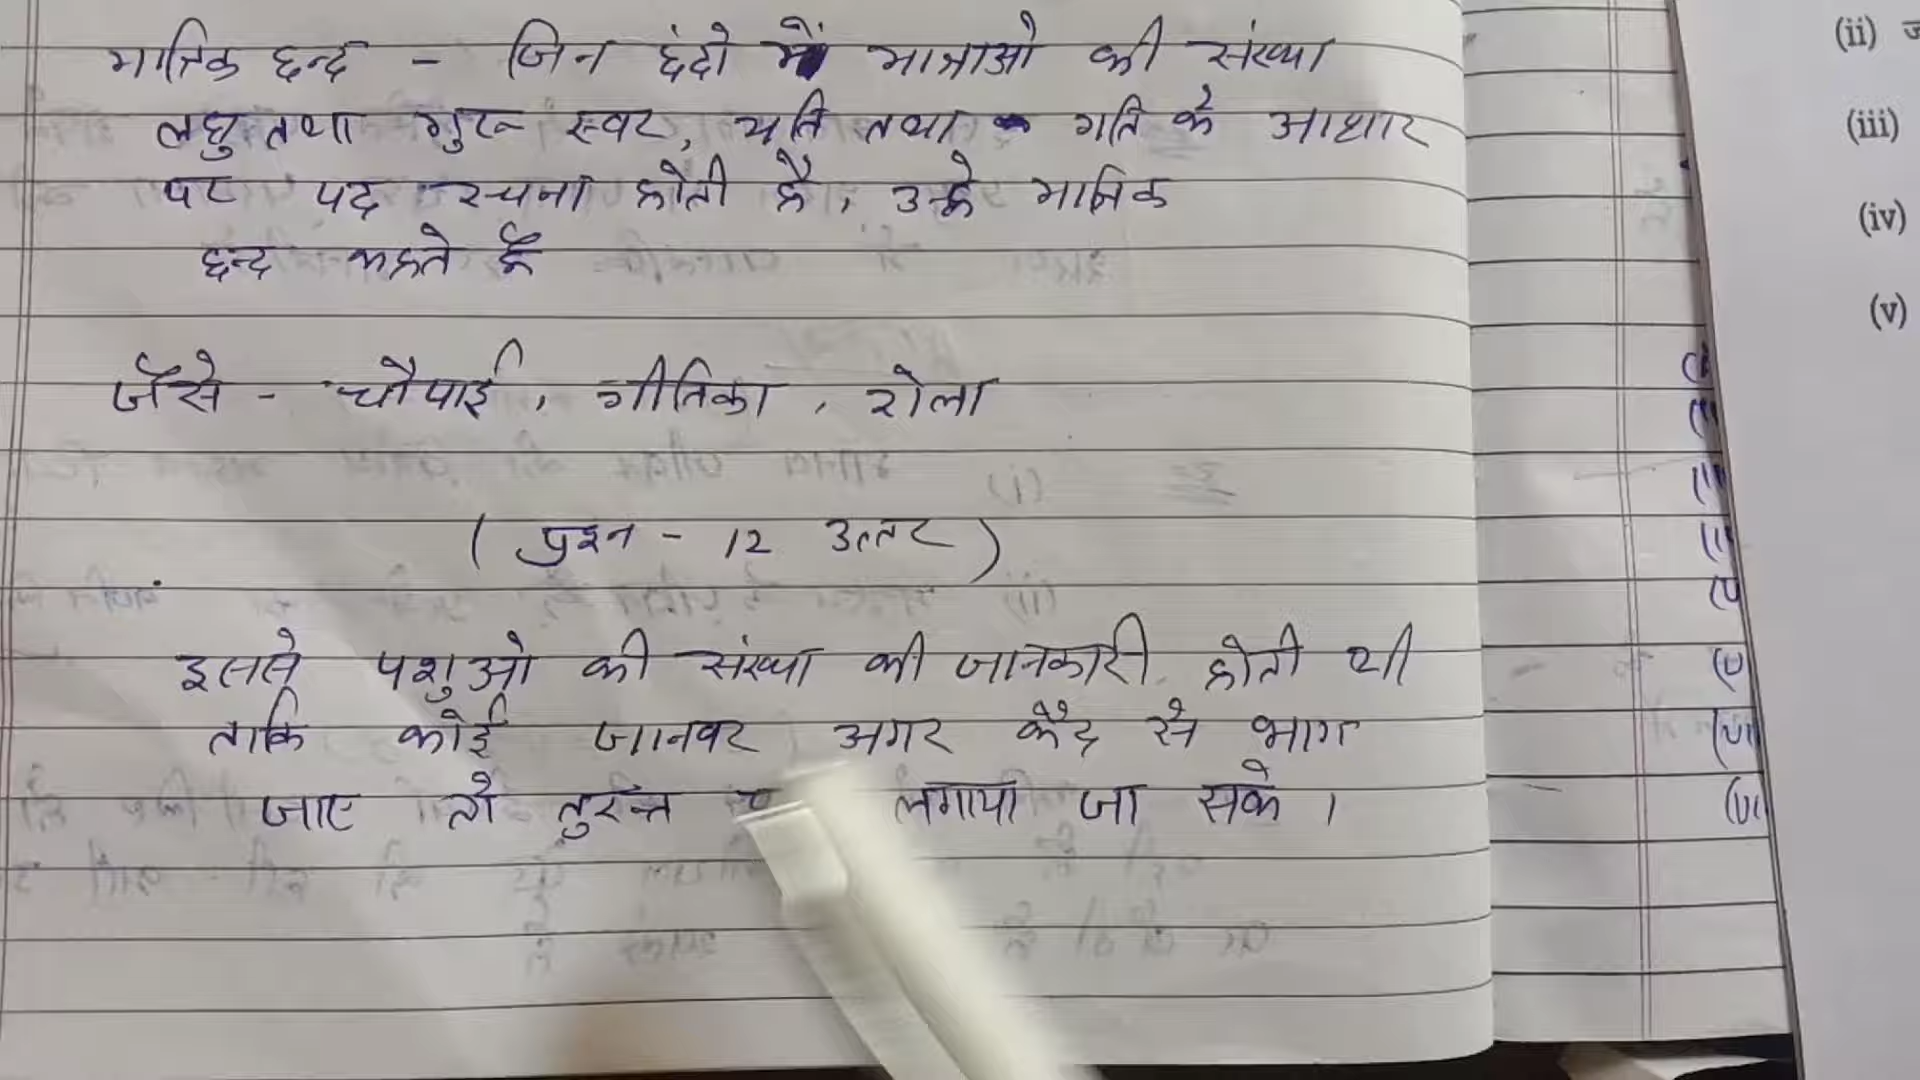 मात्रिक छन्द - जिन छंदो में मात्राओ की संख्या
लघु तथा गुरु स्वर, यति तथा गति के आधार
पर पद रचना होती है, उन्हे मात्रिक
छन्द कहते हैं
जैसे - चौपाई, गीतिका, रोला
( प्रश्न - 12 उत्तर )
इससे पशुओ की संख्या की जानकारी होती थी
ताकि कोई जानवर अगर कैद से भाग
जाए तो तुरन्त लगाया जा सके ।
(ii)
(iii)
(iv)
(v)